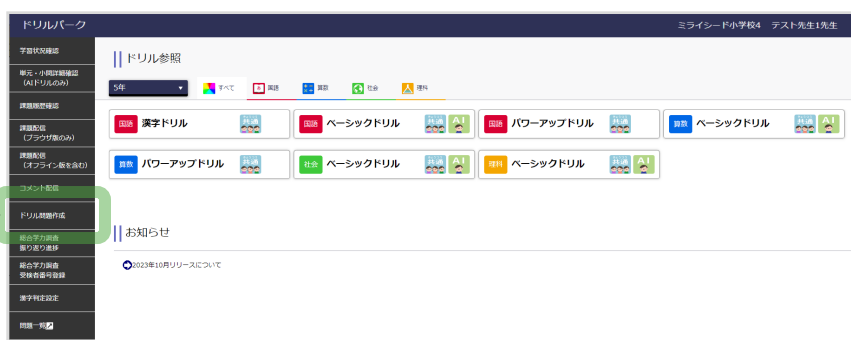 ドリルパーク
ミライシード小学校4 テスト先生1先生
学習状況確認
単元・小問詳細確認
(AIドリルのみ)
課題履歴確認
課題配信
(ブラウザ版のみ)
課題配信
(オフライン版を含む)
コメント配信
ドリル問題作成
総合学力調査
振り返り進捗
総合学力調査
受検者番号登録
漢字判定設定
問題一覧
ドリル参照
5年 すべて 国語 算数 社会 理科
国語 漢字ドリル 共通
国語 ベーシックドリル 共通 AI
国語 パワーアップドリル 共通
算数 ベーシックドリル 共通 AI
算数 パワーアップドリル 共通
社会 ベーシックドリル 共通 AI
理科 ベーシックドリル 共通 AI
お知らせ
2023年10月リリースについて